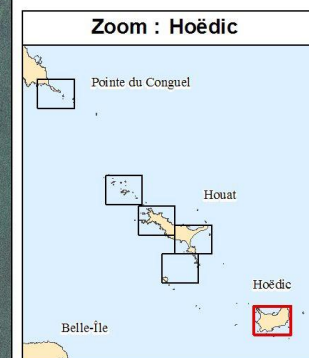 Zoom : Hoëdic
Pointe du Conguel
Houat
Hoëdic
Belle-Île